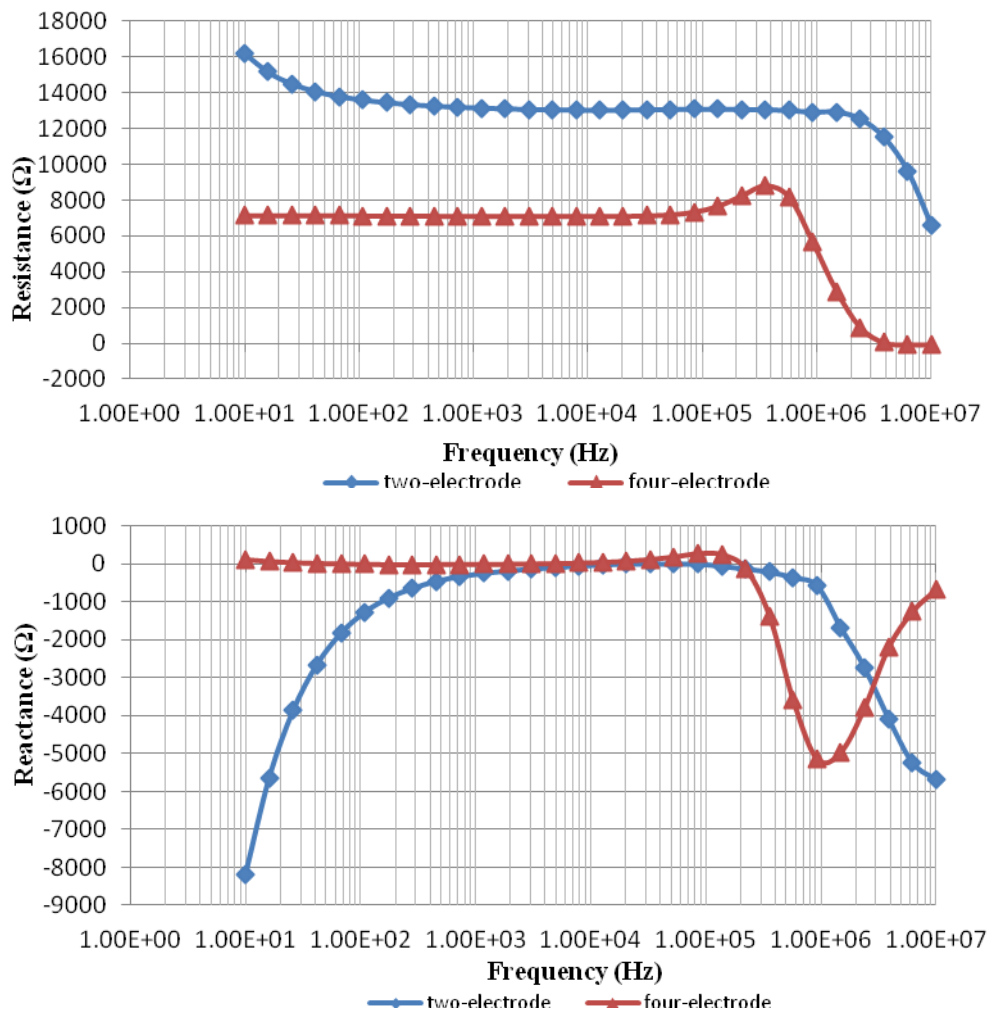 18000
16000
14000
12000
10000
8000
6000
4000
2000
0
-2000
Resistance (Ω)
1.00E+00 1.00E+01 1.00E+02 1.00E+03 1.00E+04 1.00E+05 1.00E+06 1.00E+07
Frequency (Hz)
two-electrode four-electrode
1000
0
-1000
-2000
-3000
-4000
-5000
-6000
-7000
-8000
-9000
Reactance (Ω)
1.00E+00 1.00E+01 1.00E+02 1.00E+03 1.00E+04 1.00E+05 1.00E+06 1.00E+07
Frequency (Hz)
two-electrode four-electrode